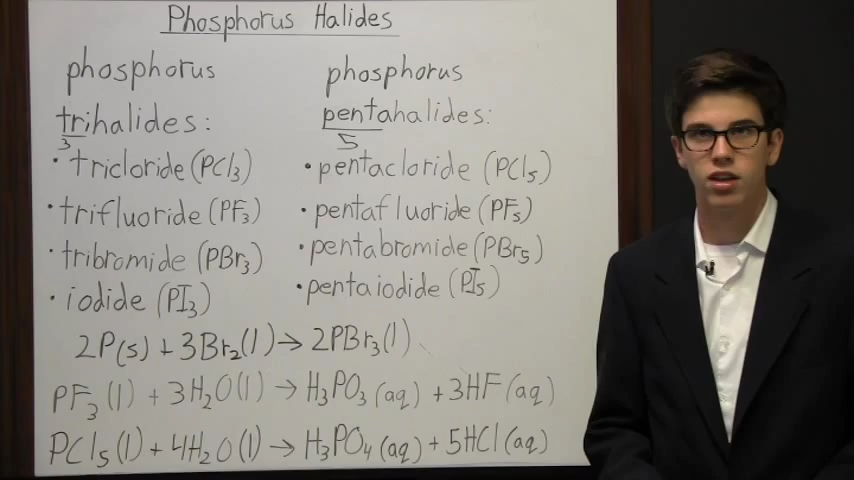 Phosphorus Halides
phosphorus
trihalides:
3
• tricloride (PCl₃)
• trifluoride (PF₃)
• tribromide (PBr₃)
• iodide (PI₃)
phosphorus
pentahalides:
5
• pentacloride (PCl₅)
• pentafluoride (PF₅)
• pentabromide (PBr₅)
• pentaiodide (PI₅)
2P(s) + 3Br₂(l) → 2PBr₃(l)
PF₃(l) + 3H₂O(l) → H₃PO₃(aq) + 3HF(aq)
PCl₅(l) + 4H₂O(l) → H₃PO₄(aq) + 5HCl(aq)